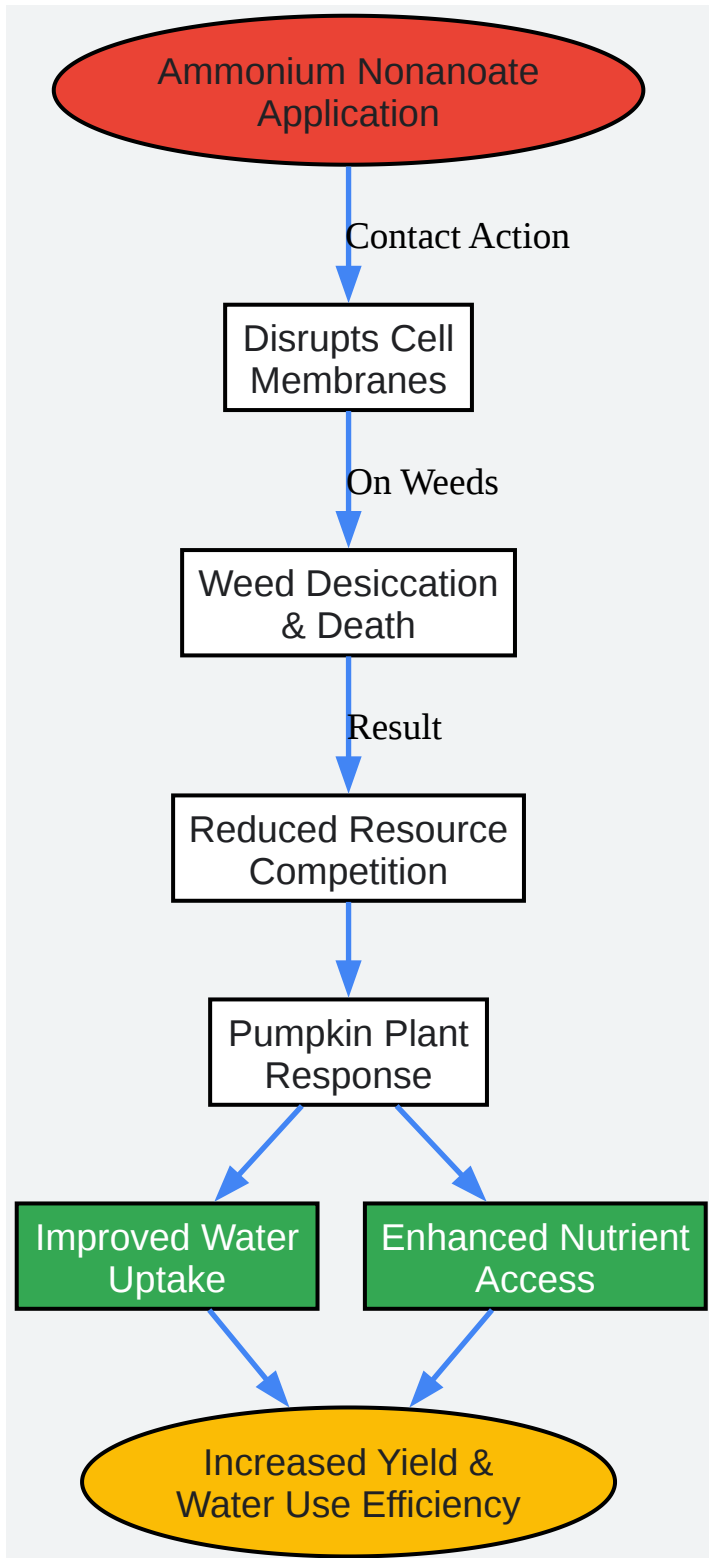 Ammonium Nonanoate
Application
Contact Action
Disrupts Cell
Membranes
On Weeds
Weed Desiccation
& Death
Result
Reduced Resource
Competition
Pumpkin Plant
Response
Improved Water
Uptake
Enhanced Nutrient
Access
Increased Yield &
Water Use Efficiency